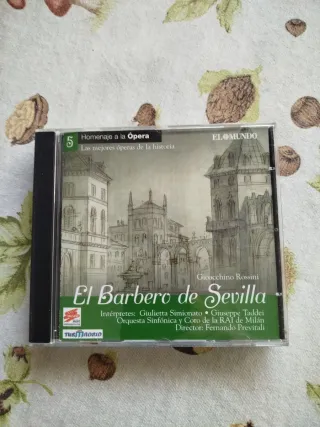 5 Homenaje a la Ópera
EL MUNDO
Las mejores óperas de la historia
Gioacchino Rossini
El Barbero de Sevilla
Intérpretes: Giulietta Simionato • Giuseppe Taddei
Orquesta Sinfónica y Coro de la RAI de Milán
Director: Fernando Previtali
TELEMADRID